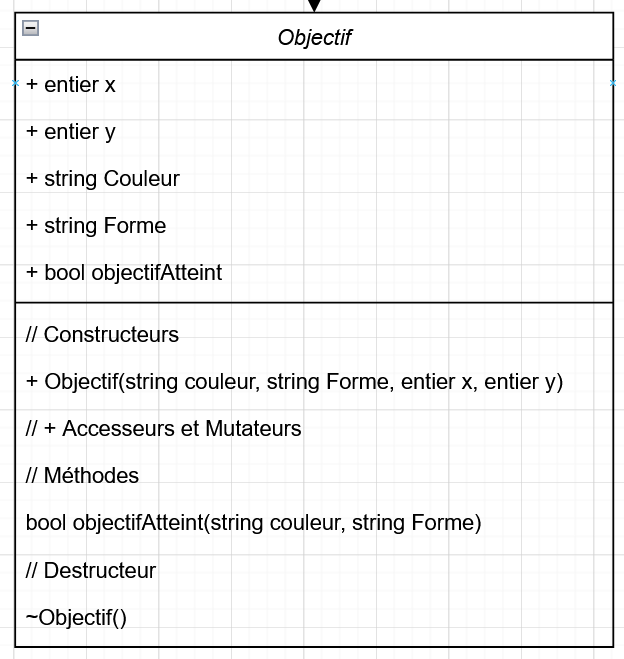 Objectif
+ entier x
+ entier y
+ string Couleur
+ string Forme
+ bool objectifAtteint
// Constructeurs
+ Objectif(string couleur, string Forme, entier x, entier y)
// + Accesseurs et Mutateurs
// Méthodes
bool objectifAtteint(string couleur, string Forme)
// Destructeur
~Objectif()